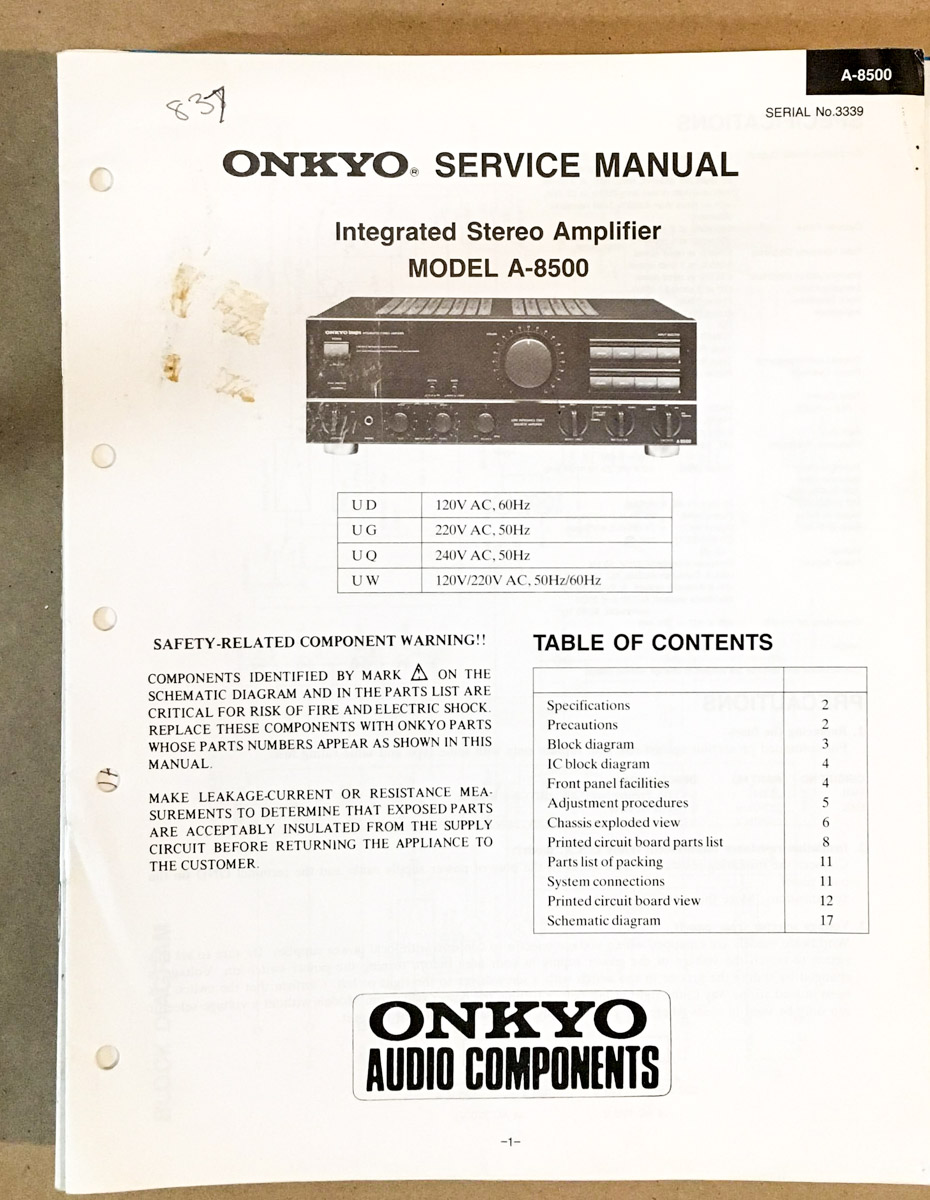 A-8500
SERIAL No.3339
837
ONKYO® SERVICE MANUAL
Integrated Stereo Amplifier
MODEL A-8500
ONKYO
A-8500
UD 120V AC, 60Hz
UG 220V AC, 50Hz
UQ 240V AC, 50Hz
UW 120V/220V AC, 50Hz/60Hz
SAFETY-RELATED COMPONENT WARNING!!
COMPONENTS IDENTIFIED BY MARK ⚠ ON THE
SCHEMATIC DIAGRAM AND IN THE PARTS LIST ARE
CRITICAL FOR RISK OF FIRE AND ELECTRIC SHOCK.
REPLACE THESE COMPONENTS WITH ONKYO PARTS
WHOSE PARTS NUMBERS APPEAR AS SHOWN IN THIS
MANUAL.
MAKE LEAKAGE-CURRENT OR RESISTANCE MEA-
SUREMENTS TO DETERMINE THAT EXPOSED PARTS
ARE ACCEPTABLY INSULATED FROM THE SUPPLY
CIRCUIT BEFORE RETURNING THE APPLIANCE TO
THE CUSTOMER.
TABLE OF CONTENTS
Specifications 2
Precautions 2
Block diagram 3
IC block diagram 4
Front panel facilities 4
Adjustment procedures 5
Chassis exploded view 6
Printed circuit board parts list 8
Parts list of packing 11
System connections 11
Printed circuit board view 12
Schematic diagram 17
ONKYO
AUDIO COMPONENTS
–1–